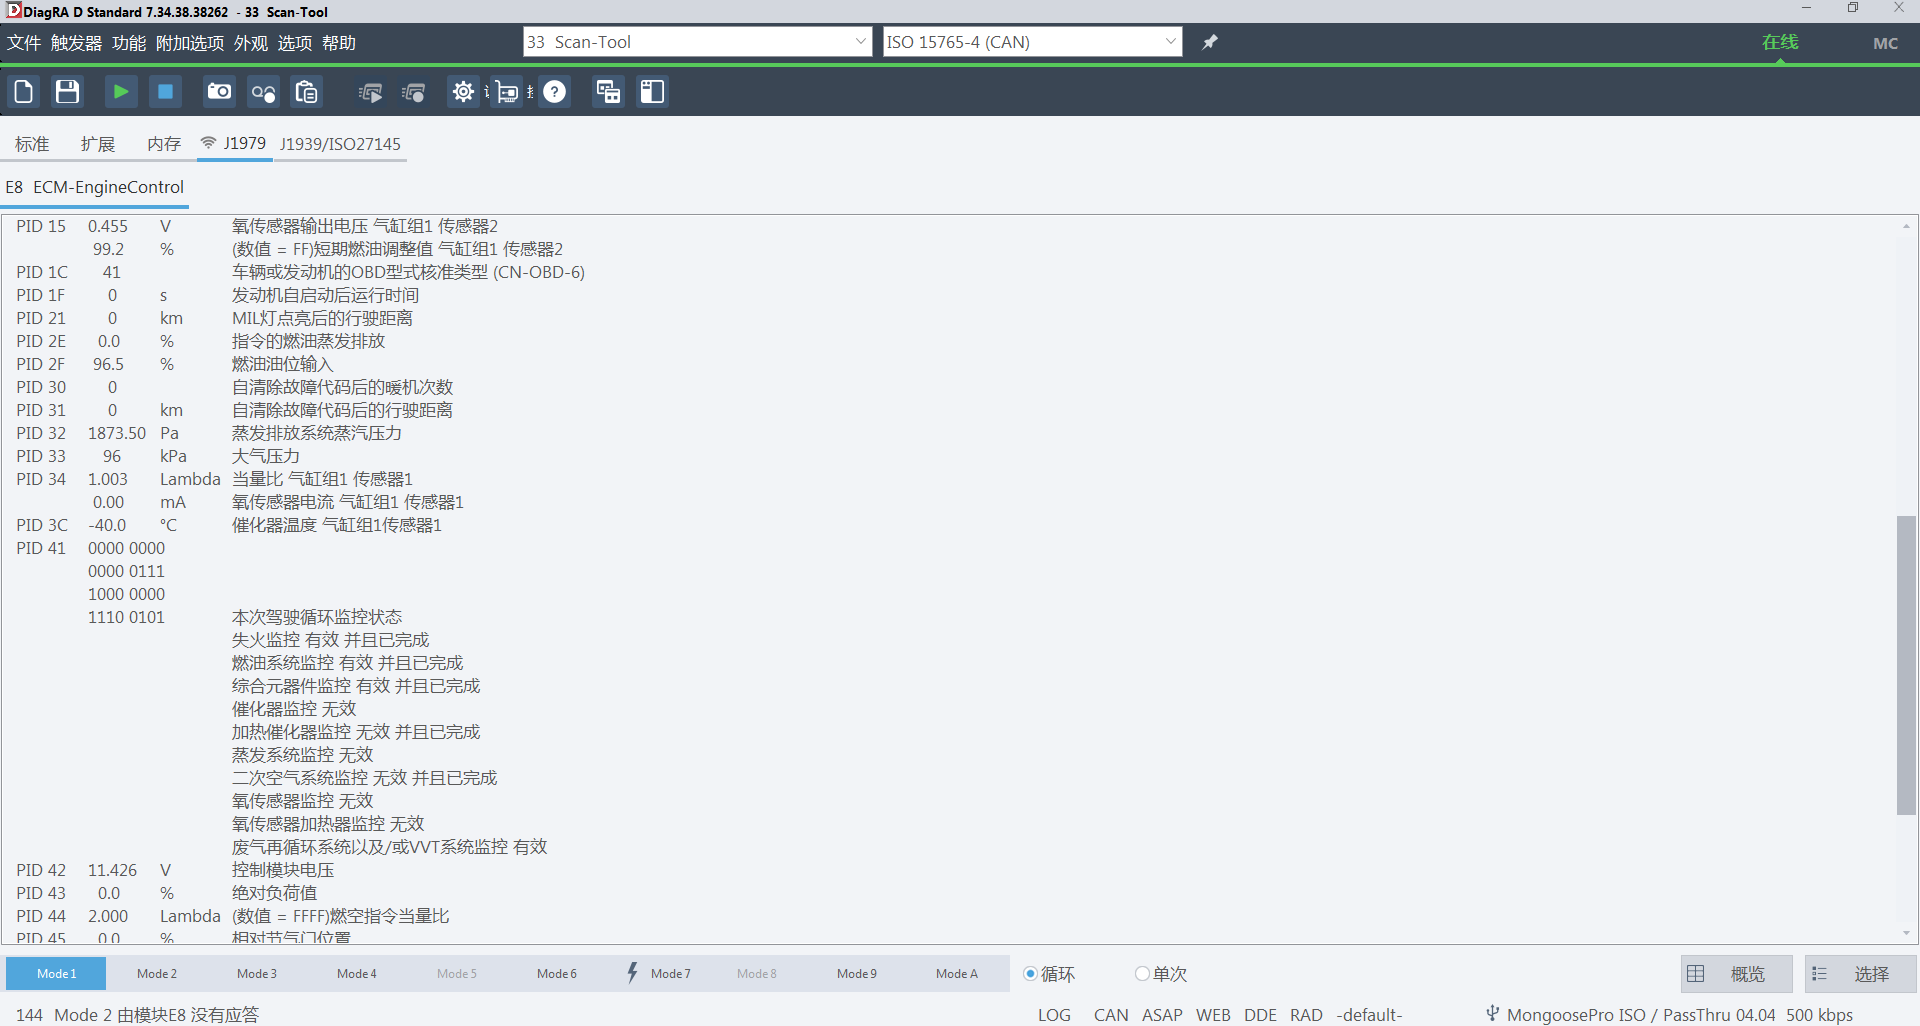 DiagRA D Standard 7.34.38.38262 - 33 Scan-Tool
文件 触发器 功能 附加选项 外观 选项 帮助 33 Scan-Tool ISO 15765-4 (CAN) 在线 MC
标准 扩展 内存 J1979 J1939/ISO27145
E8 ECM-EngineControl
PID 15 0.455 V 氧传感器输出电压 气缸组1 传感器2
99.2 % (数值 = FF)短期燃油调整值 气缸组1 传感器2
PID 1C 41 车辆或发动机的OBD型式核准类型 (CN-OBD-6)
PID 1F 0 s 发动机自启动后运行时间
PID 21 0 km MIL灯点亮后的行驶距离
PID 2E 0.0 % 指令的燃油蒸发排放
PID 2F 96.5 % 燃油油位输入
PID 30 0 自清除故障代码后的暖机次数
PID 31 0 km 自清除故障代码后的行驶距离
PID 32 1873.50 Pa 蒸发排放系统蒸汽压力
PID 33 96 kPa 大气压力
PID 34 1.003 Lambda 当量比 气缸组1 传感器1
0.00 mA 氧传感器电流 气缸组1 传感器1
PID 3C -40.0 °C 催化器温度 气缸组1传感器1
PID 41 0000 0000
0000 0111
1000 0000
1110 0101 本次驾驶循环监控状态
失火监控 有效 并且已完成
燃油系统监控 有效 并且已完成
综合元器件监控 有效 并且已完成
催化器监控 无效
加热催化器监控 无效 并且已完成
蒸发系统监控 无效
二次空气系统监控 无效 并且已完成
氧传感器监控 无效
氧传感器加热器监控 无效
废气再循环系统以及/或VVT系统监控 有效
PID 42 11.426 V 控制模块电压
PID 43 0.0 % 绝对负荷值
PID 44 2.000 Lambda (数值 = FFFF)燃空指令当量比
PID 45 0.0 % 相对节气门位置
Mode 1 Mode 2 Mode 3 Mode 4 Mode 5 Mode 6 Mode 7 Mode 8 Mode 9 Mode A 循环 单次 概览 选择
144 Mode 2 由模块E8 没有应答 LOG CAN ASAP WEB DDE RAD -default- MongoosePro ISO / PassThru 04.04 500 kbps